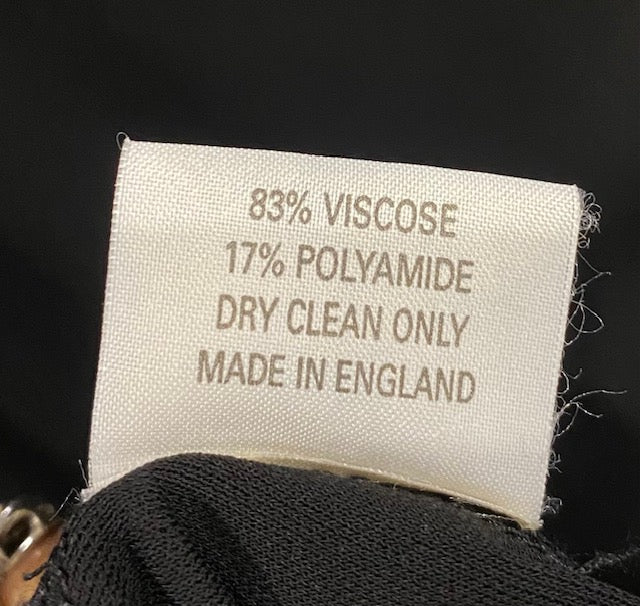 83% VISCOSE
17% POLYAMIDE
DRY CLEAN ONLY
MADE IN ENGLAND